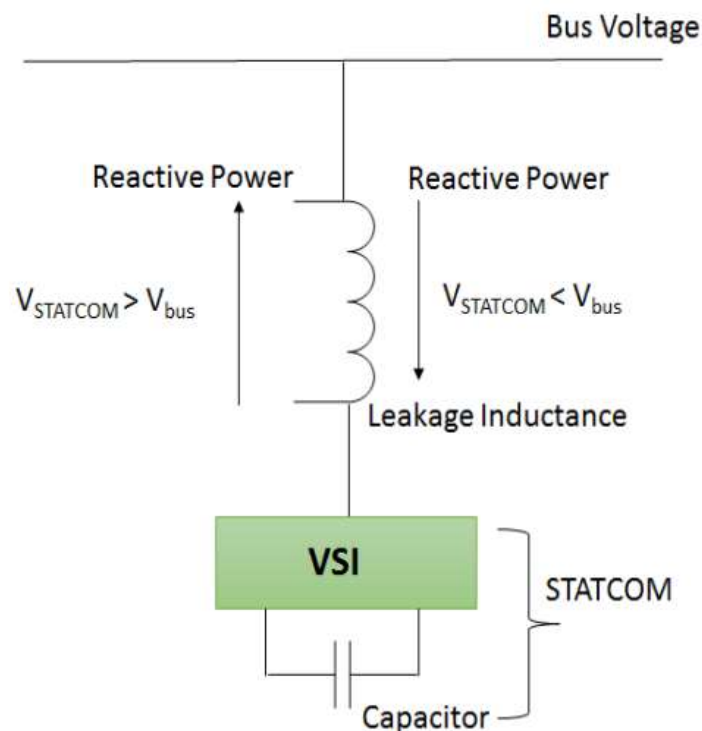 Bus Voltage
Reactive Power
Reactive Power
V_STATCOM > V_bus
V_STATCOM < V_bus
Leakage Inductance
VSI
STATCOM
Capacitor